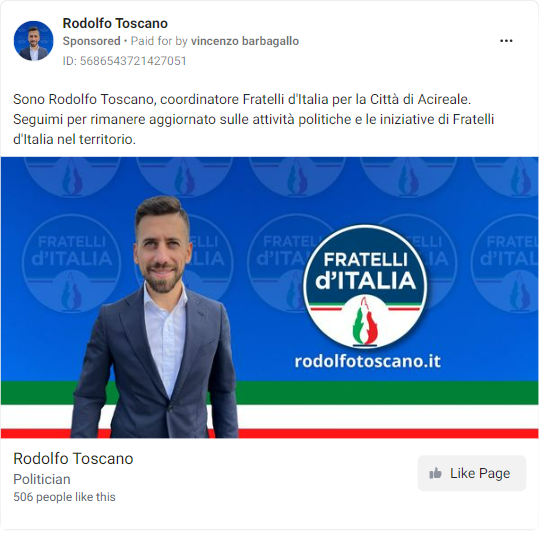 Rodolfo Toscano
Sponsored • Paid for by vincenzo barbagallo
ID: 5686543721427051
Sono Rodolfo Toscano, coordinatore Fratelli d'Italia per la Città di Acireale.
Seguimi per rimanere aggiornato sulle attività politiche e le iniziative di Fratelli
d'Italia nel territorio.
FRATELLI
d'ITALIA
FRATELLI
d'ITALIA
FRATELLI
d'ITALIA
FRATELLI
d'ITALIA
rodolfotoscano.it
Rodolfo Toscano
Politician
506 people like this
Like Page